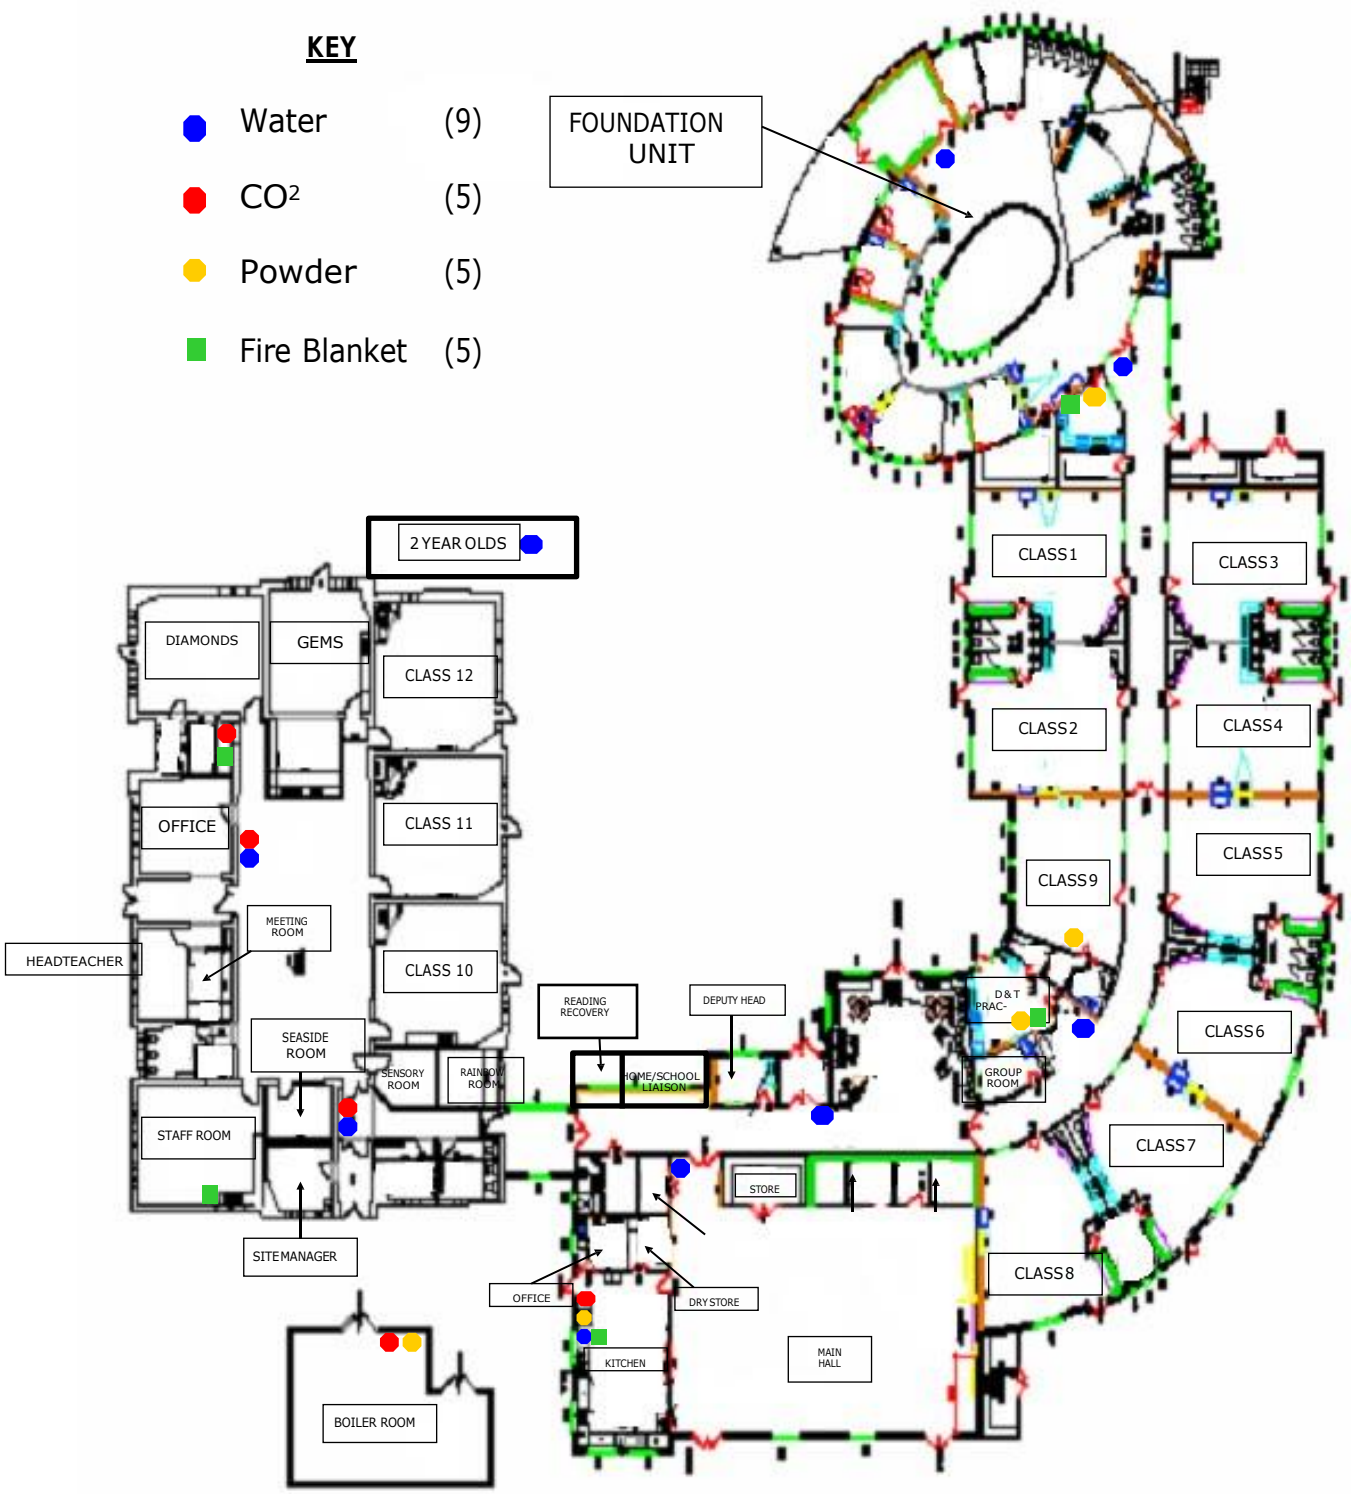 KEY
Water (9)
CO² (5)
Powder (5)
Fire Blanket (5)
FOUNDATION
UNIT
2 YEAR OLDS
CLASS 1
CLASS 3
DIAMONDS
GEMS
CLASS 12
CLASS 2
CLASS 4
OFFICE
CLASS 11
CLASS 5
CLASS 9
MEETING
ROOM
HEADTEACHER
CLASS 10
READING
RECOVERY
DEPUTY HEAD
D & T
PRAC-
CLASS 6
SEASIDE
ROOM
SENSORY
ROOM
RAINBOW
ROOM
HOME/SCHOOL
LIAISON
GROUP
ROOM
STAFF ROOM
CLASS 7
STORE
SITE MANAGER
CLASS 8
OFFICE
DRY STORE
KITCHEN
MAIN
HALL
BOILER ROOM